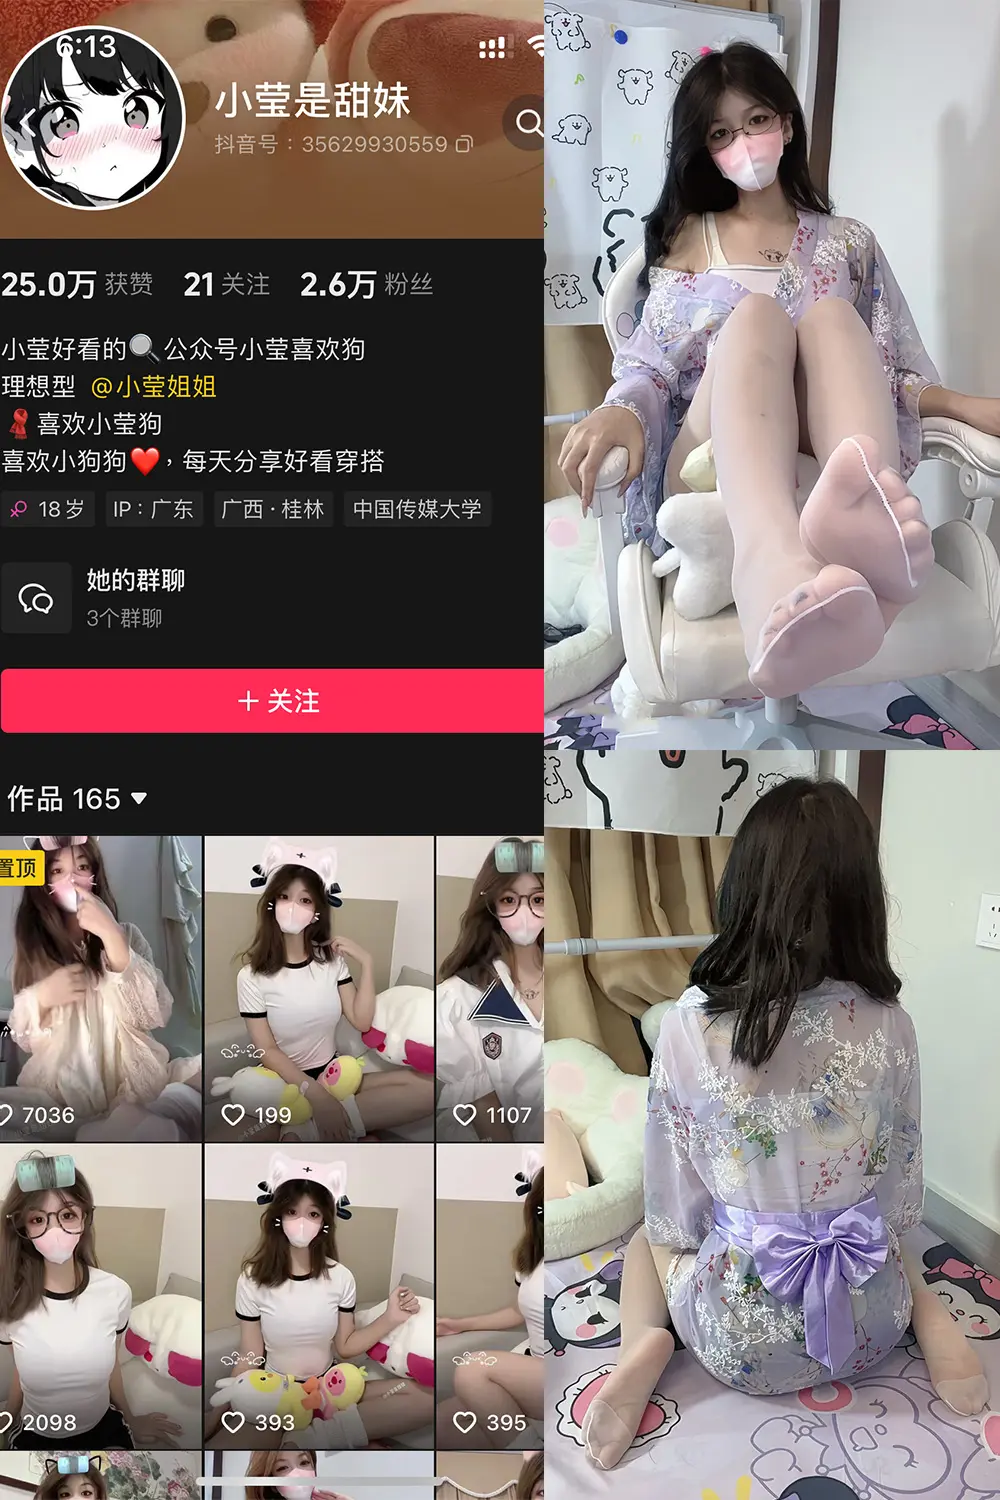 6:13
小莹是甜妹
抖音号：35629930559
25.0万 获赞 21 关注 2.6万 粉丝
小莹好看的🔍公众号小莹喜欢狗
理想型 @小莹姐姐
🧣喜欢小莹狗
喜欢小狗狗❤️，每天分享好看穿搭
18岁 IP：广东 广西·桂林 中国传媒大学
她的群聊
3个群聊
+ 关注
作品 165
置顶
7036 199 1107
2098 393 395